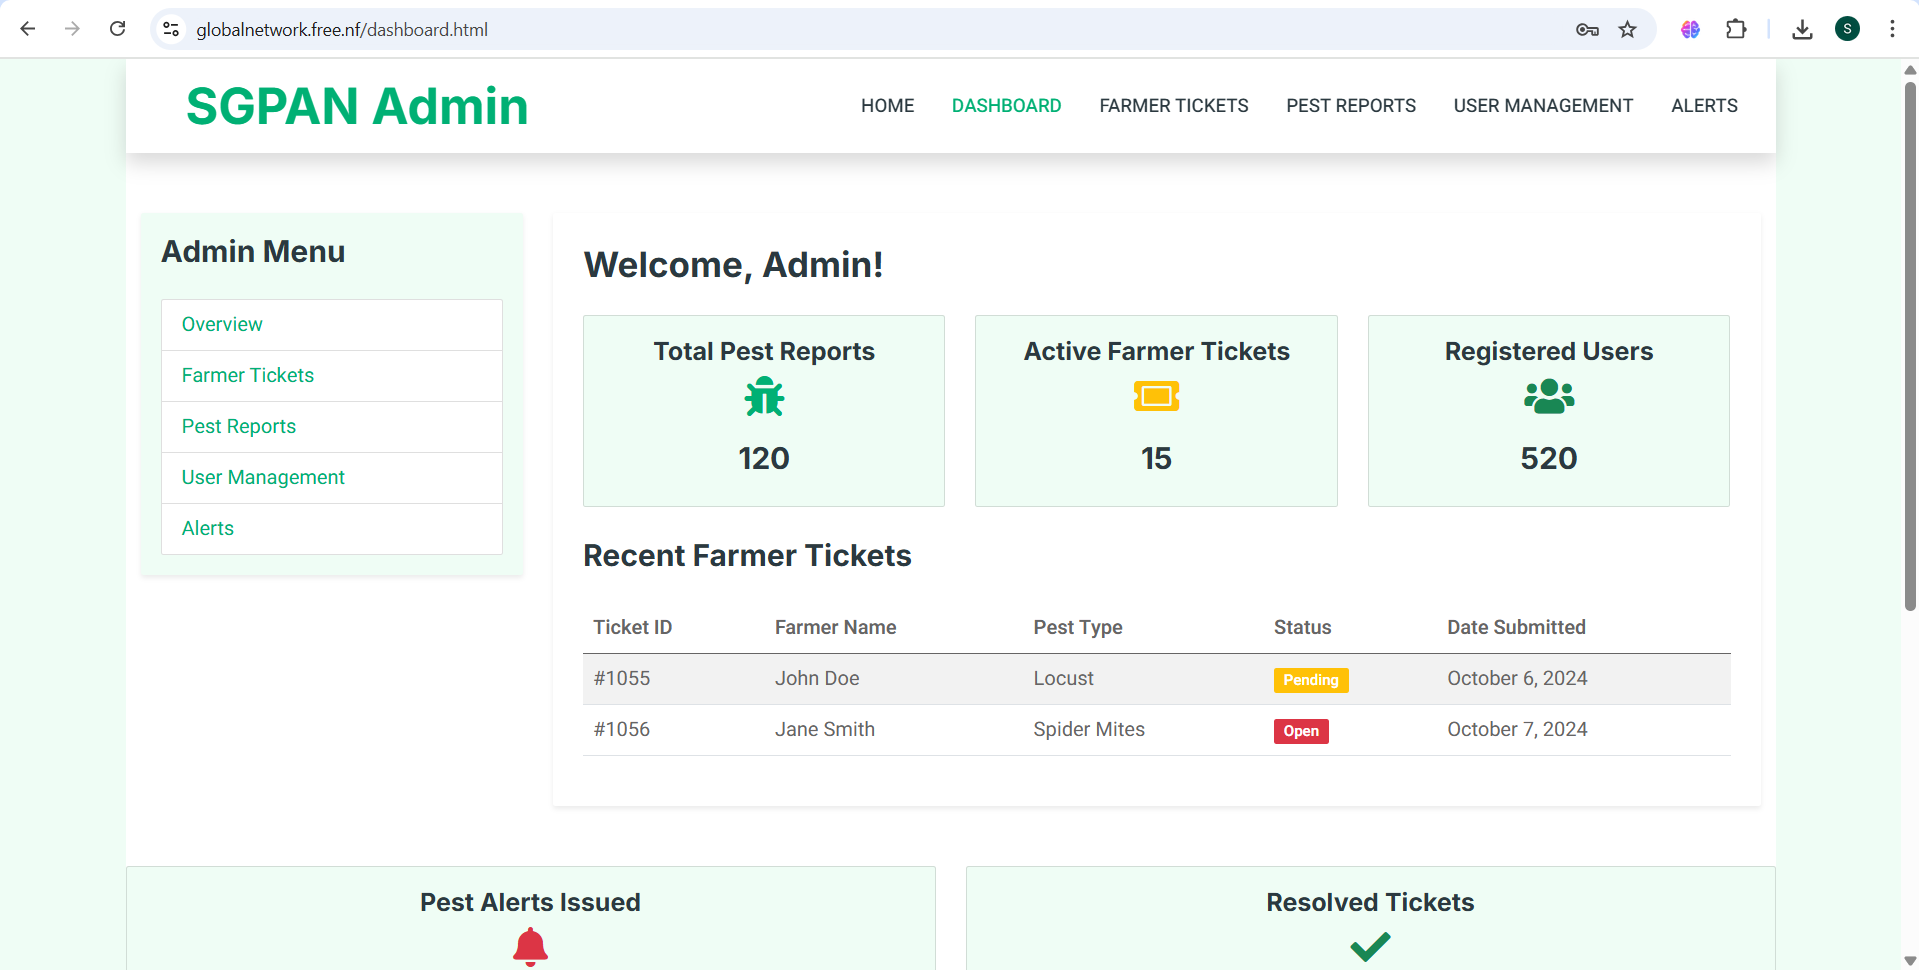 globalnetwork.free.nf/dashboard.html
S
SGPAN Admin
HOME DASHBOARD FARMER TICKETS PEST REPORTS USER MANAGEMENT ALERTS
Admin Menu
Overview
Farmer Tickets
Pest Reports
User Management
Alerts
Welcome, Admin!
Total Pest Reports
120
Active Farmer Tickets
15
Registered Users
520
Recent Farmer Tickets
Ticket ID Farmer Name Pest Type Status Date Submitted
#1055 John Doe Locust Pending October 6, 2024
#1056 Jane Smith Spider Mites Open October 7, 2024
Pest Alerts Issued
Resolved Tickets